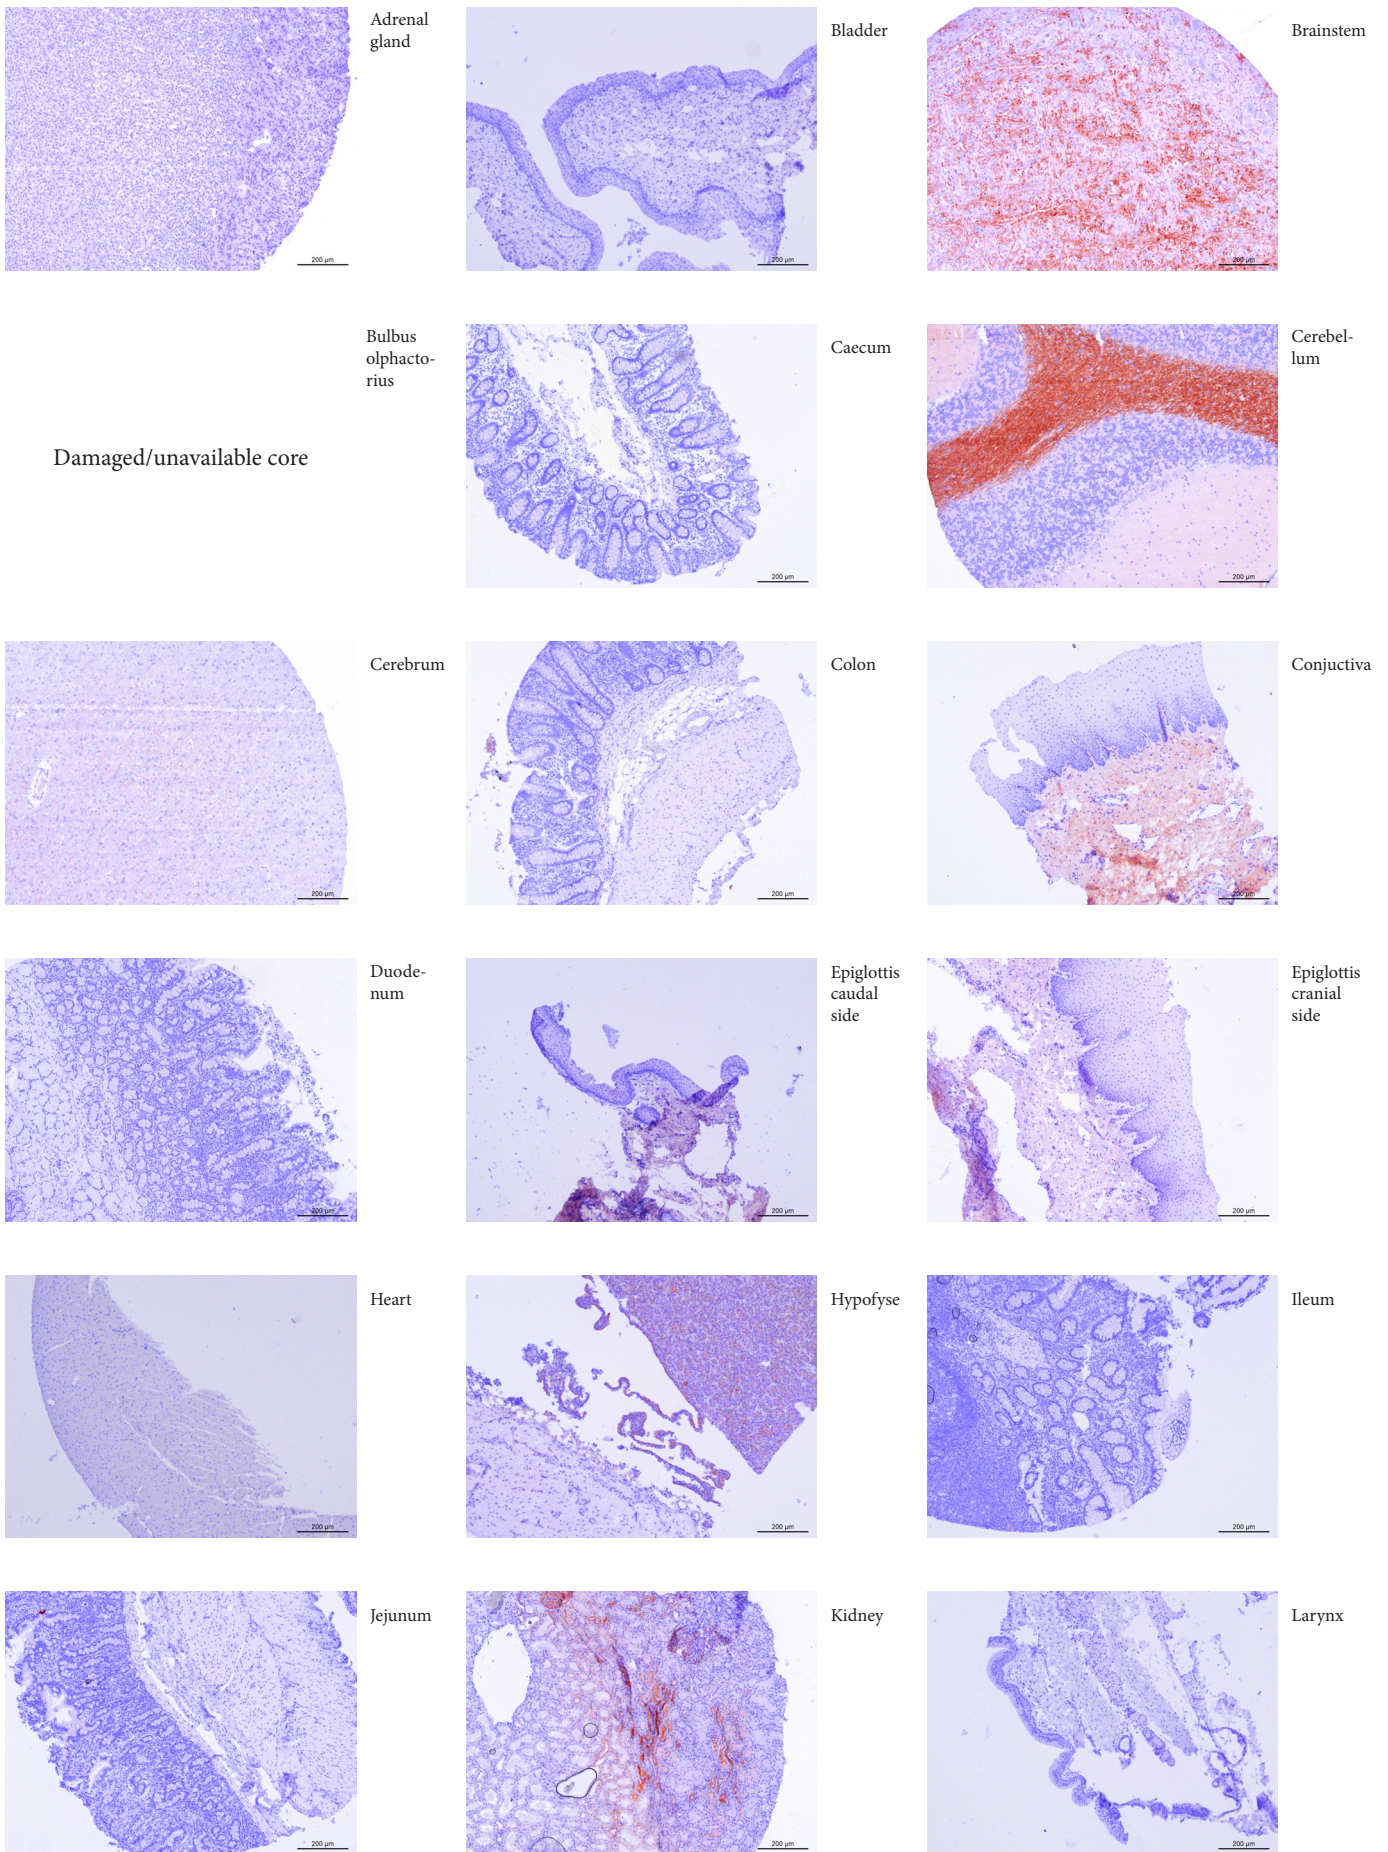 Adrenal
gland
200 µm
Bladder
200 µm
Brainstem
200 µm
Damaged/unavailable core
Bulbus
olphacto-
rius
Caecum
200 µm
Cerebel-
lum
200 µm
Cerebrum
200 µm
Colon
200 µm
Conjuctiva
200 µm
Duode-
num
200 µm
Epiglottis
caudal
side
200 µm
Epiglottis
cranial
side
200 µm
Heart
200 µm
Hypofyse
200 µm
Ileum
200 µm
Jejunum
200 µm
Kidney
200 µm
Larynx
200 µm